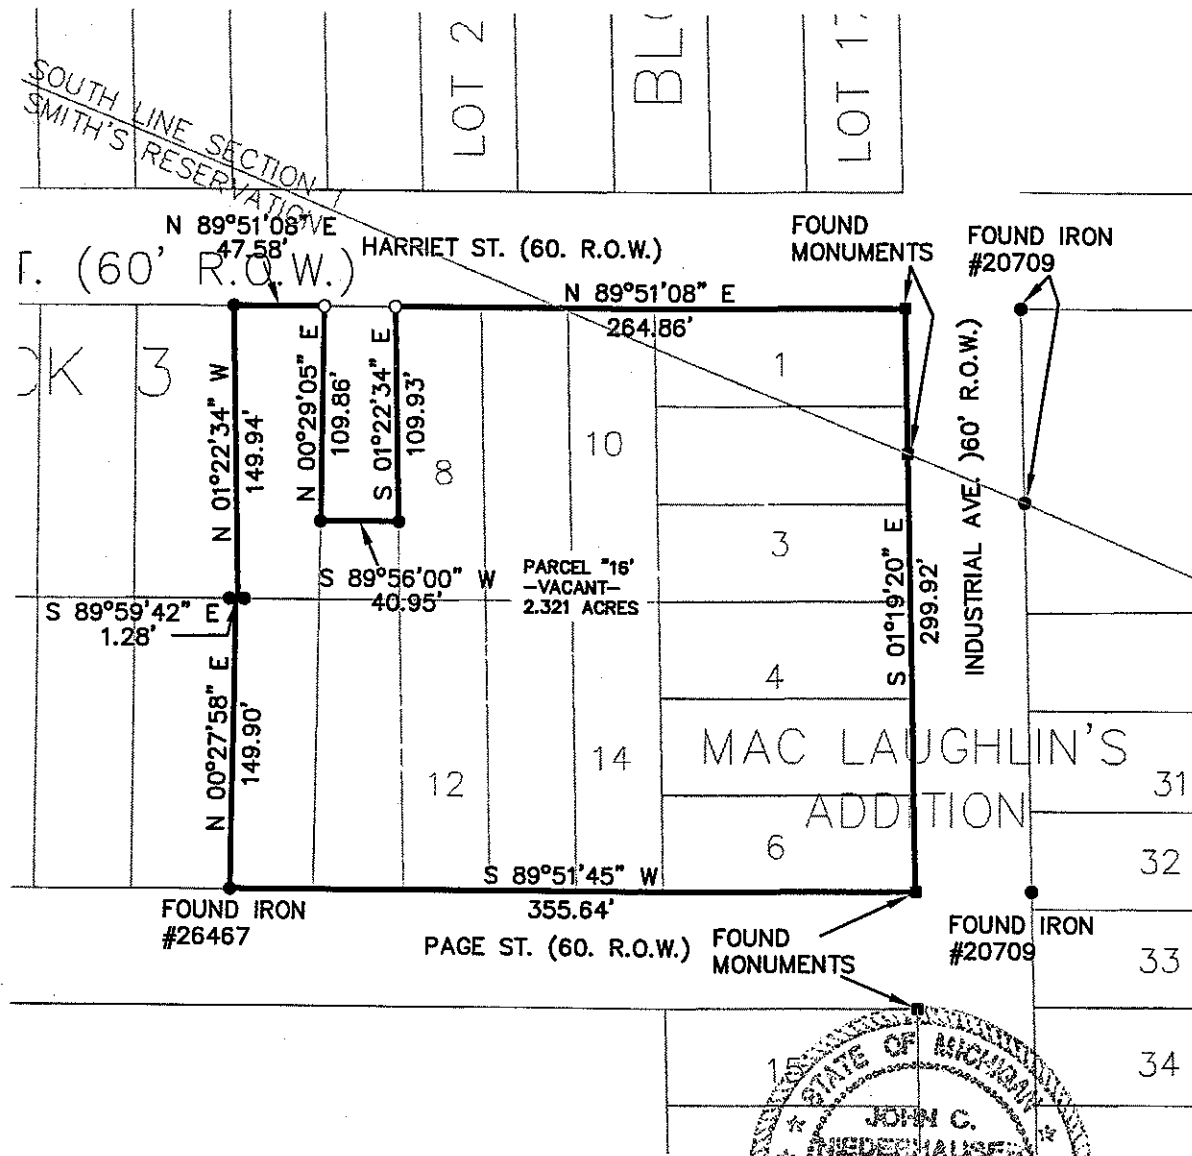 LOT 2
LOT 17
SOUTH LINE SECTION 7
SMITH'S RESERVATION
N 89°51'08" E
47.58'
HARRIET ST. (60. R.O.W.)
FOUND
MONUMENTS
FOUND IRON
#20709
T. (60' R.O.W.)
N 89°51'08" E
264.86'
CK 3
N 01°22'34" W
149.94'
N 00°29'05" E
109.86'
S 01°22'34" E
109.93'
8
10
1
3
S 01°19'20" E
299.92'
INDUSTRIAL AVE. )60' R.O.W.)
S 89°56'00" W
40.95'
PARCEL "16'
-VACANT-
2.321 ACRES
S 89°59'42" E
1.28'
N 00°27'58" E
149.90'
4
12
14
MAC LAUGHLIN'S
ADDITION
6
31
32
33
34
S 89°51'45" W
355.64'
FOUND IRON
#26467
PAGE ST. (60. R.O.W.)
FOUND
MONUMENTS
FOUND IRON
#20709
15
STATE OF MICHIGAN
JOHN C.